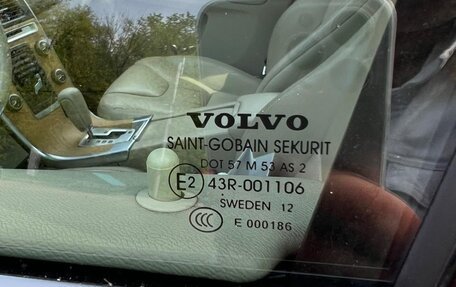 VOLVO
SAINT-GOBAIN SEKURIT
DOT 57 M 53 AS 2
E2 43R-001106
SWEDEN 12
CCC E 000186